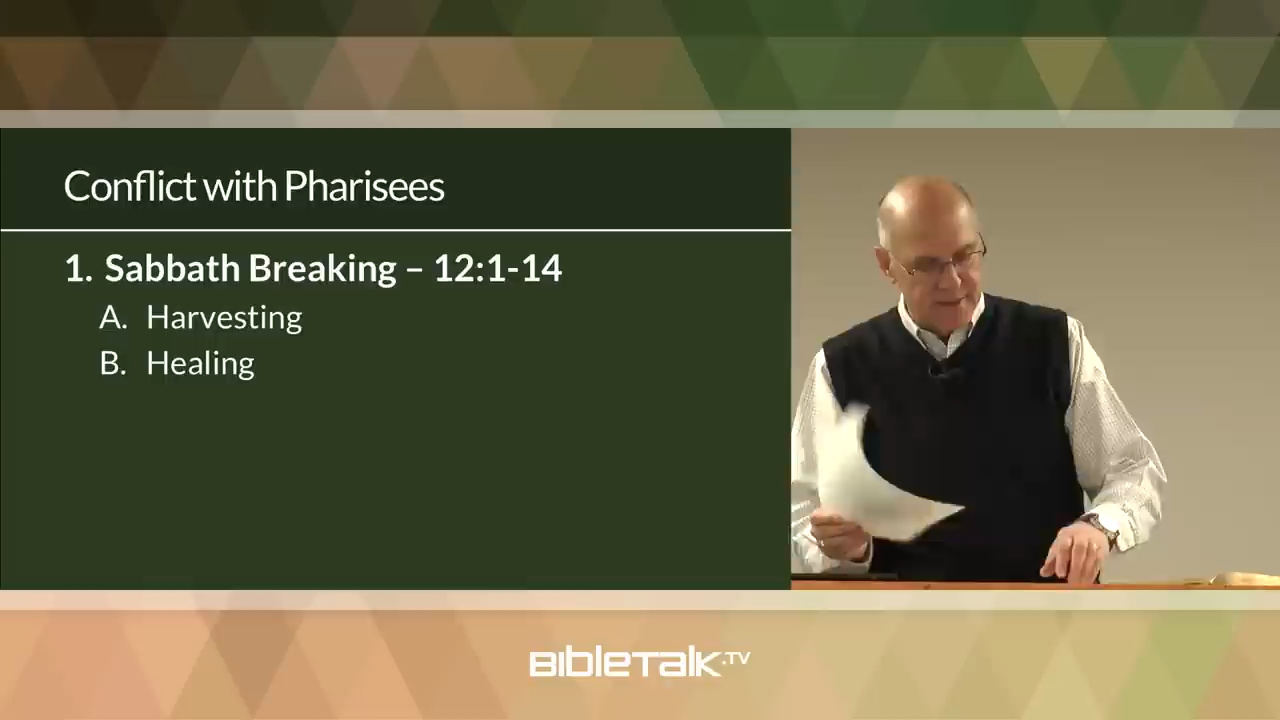 Conflict with Pharisees
1. Sabbath Breaking – 12:1-14
A. Harvesting
B. Healing
BIBLETALK.TV